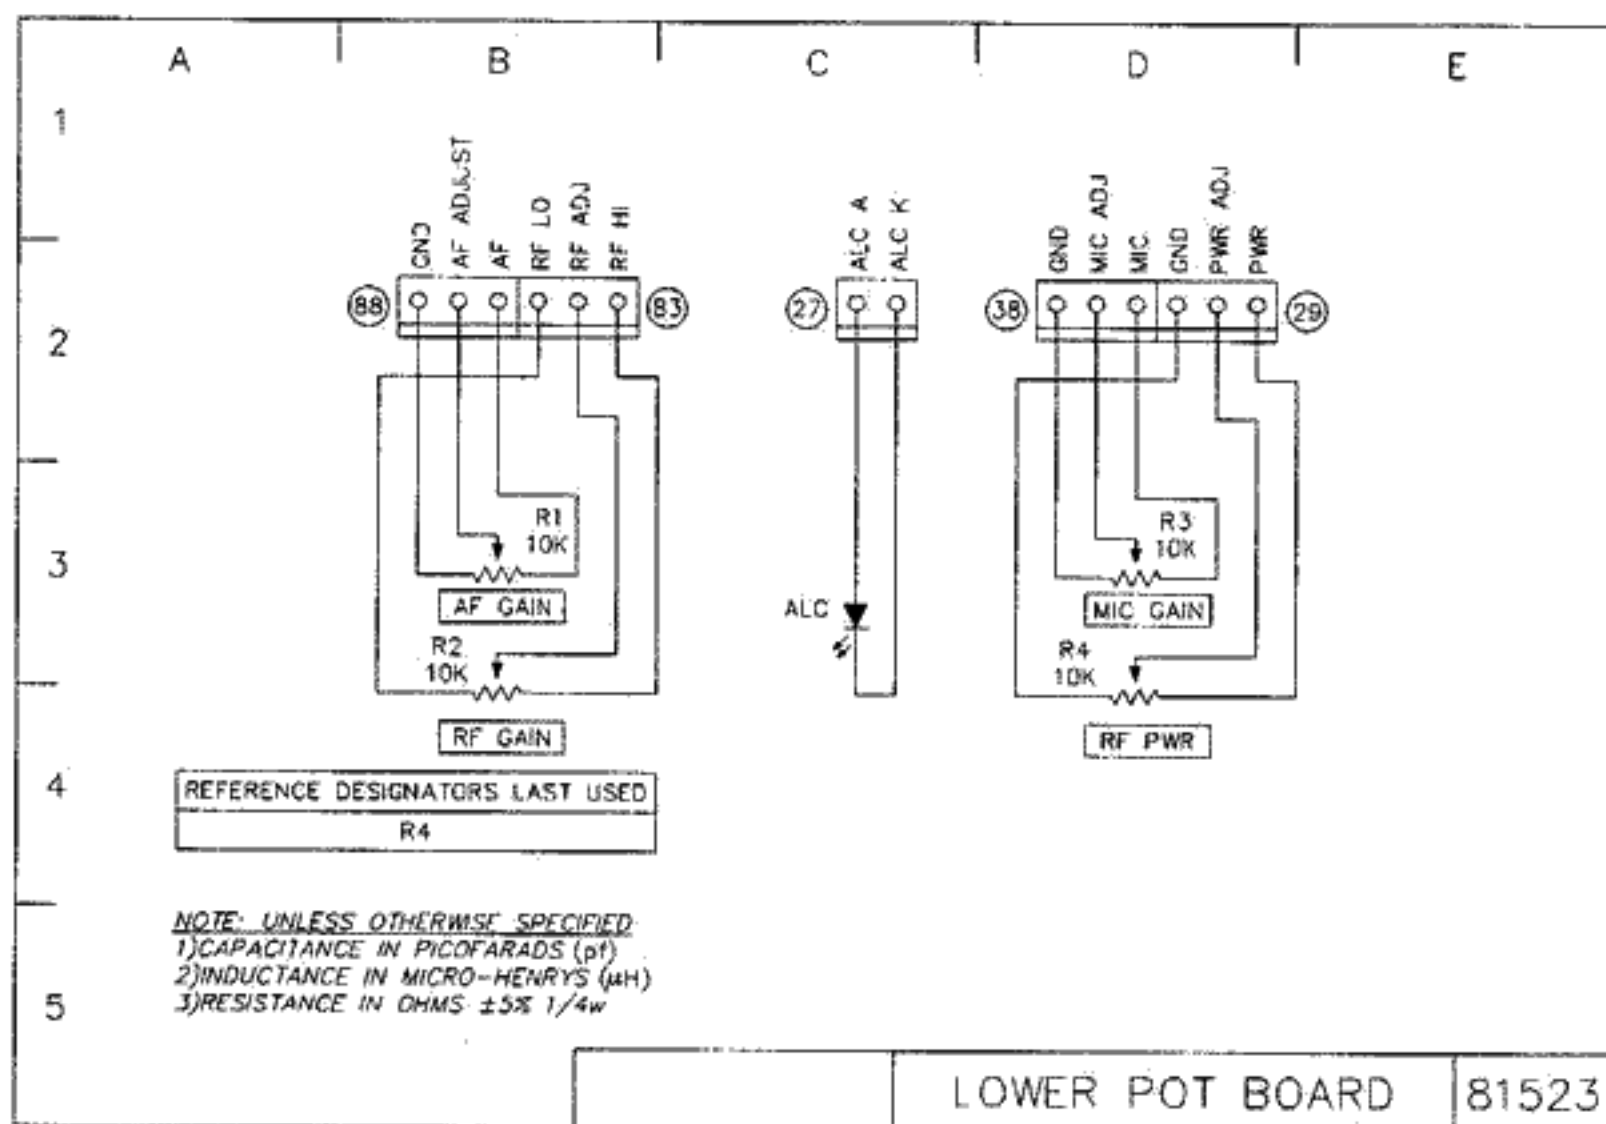 A B C D E
1
2
3
4
5
GND
AF ADJUST
AF
RF LO
RF ADJ
RF HI
88
83
ALC A
ALC K
27
GND
MIC ADJ
MIC
GND
PWR ADJ
PWR
38
29
R1
10K
AF GAIN
R2
10K
RF GAIN
ALC
R3
10K
MIC GAIN
R4
10K
RF PWR
REFERENCE DESIGNATORS LAST USED
R4
NOTE: UNLESS OTHERWISE SPECIFIED
1)CAPACITANCE IN PICOFARADS (pf)
2)INDUCTANCE IN MICRO-HENRYS (µH)
3)RESISTANCE IN OHMS ±5% 1/4w
LOWER POT BOARD
81523